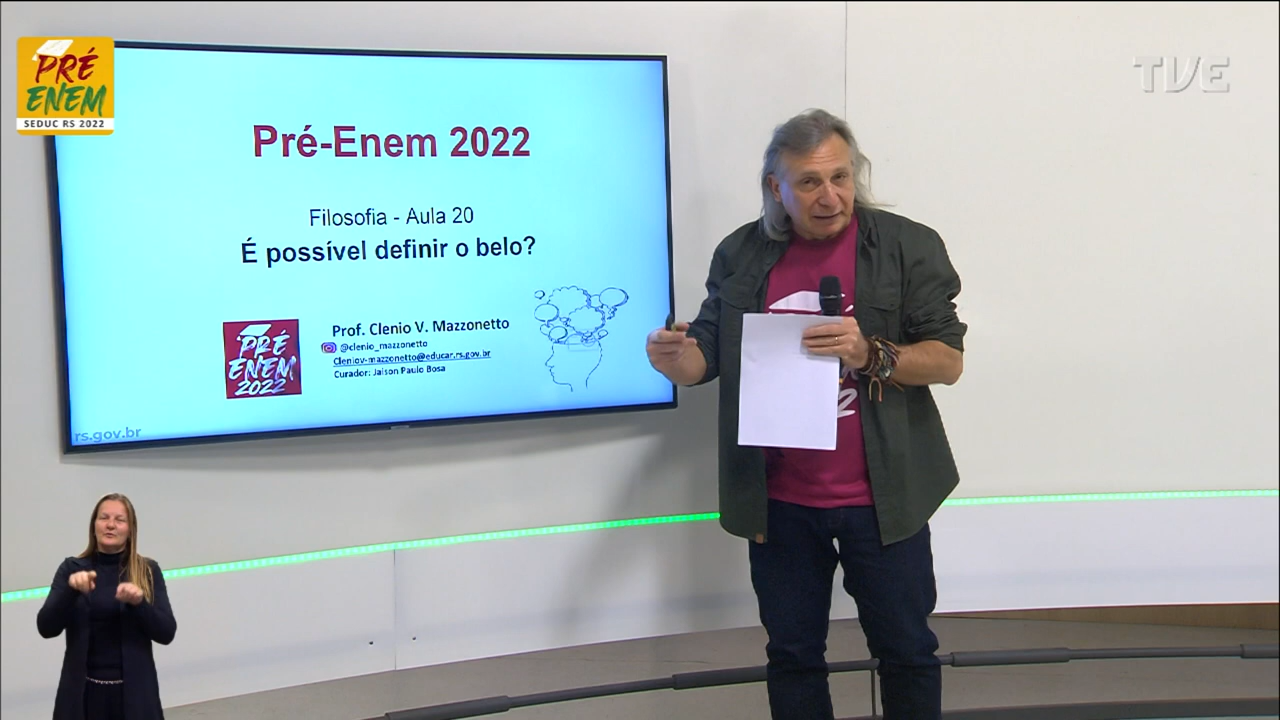 PRÉ
ENEM
SEDUC RS 2022
TVE
Pré-Enem 2022
Filosofia - Aula 20
É possível definir o belo?
PRÉ
ENEM
2022
Prof. Clenio V. Mazzonetto
@clenio_mazzonetto
Cleniov-mazzonetto@educar.rs.gov.br
Curador: Jaison Paulo Bosa
rs.gov.br